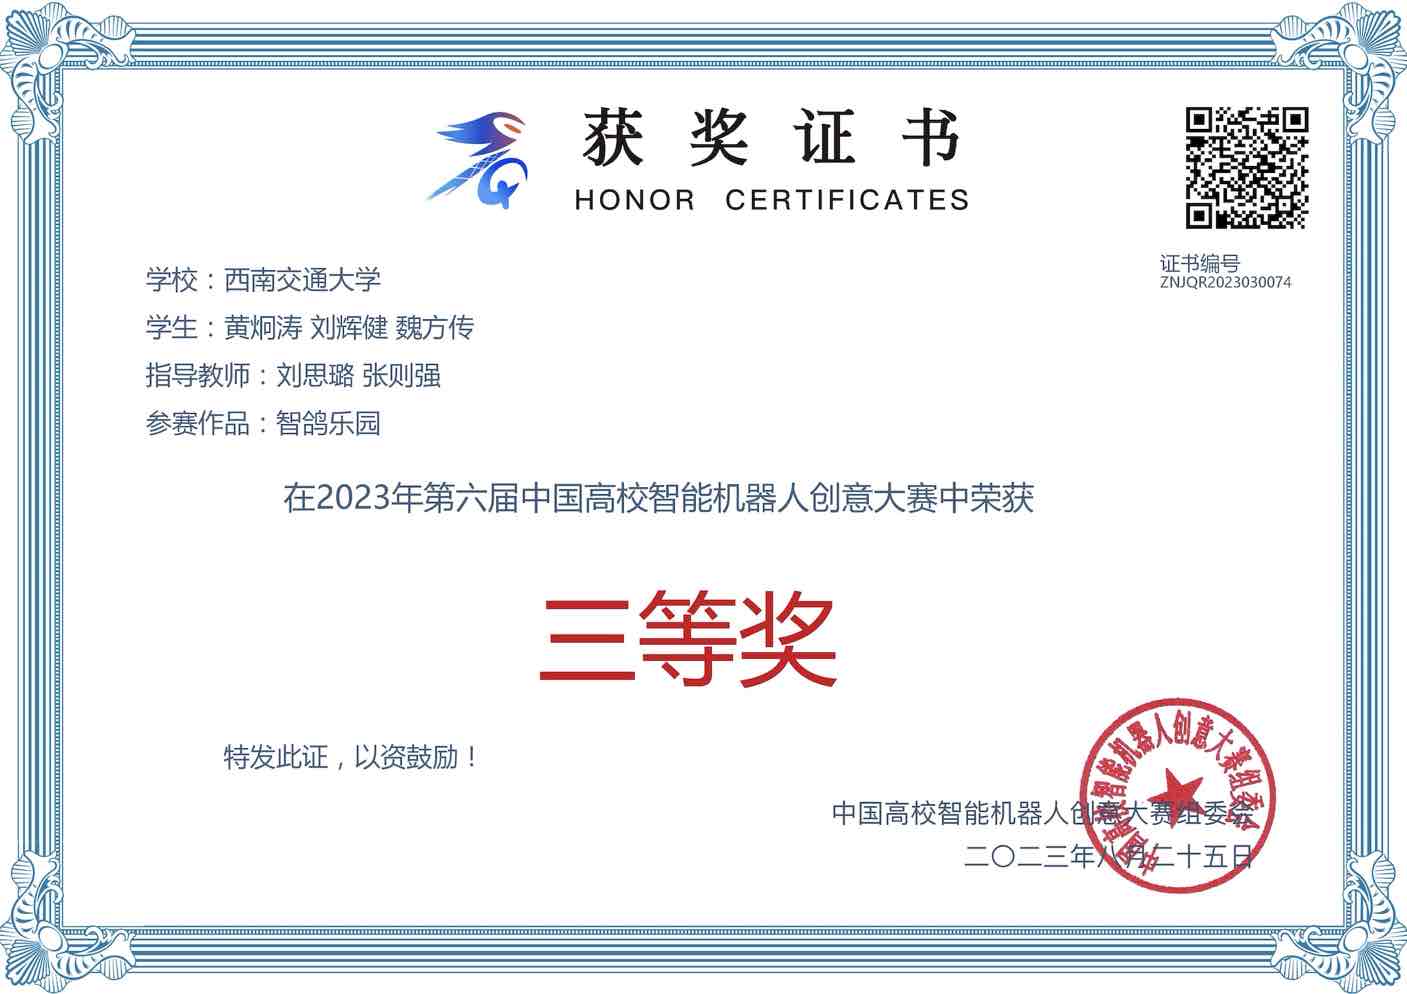 获奖证书
HONOR CERTIFICATES
证书编号
ZNJQR2023030074
学校：西南交通大学
学生：黄炯涛 刘辉健 魏方传
指导教师：刘思璐 张则强
参赛作品：智鸽乐园
在2023年第六届中国高校智能机器人创意大赛中荣获
三等奖
特发此证，以资鼓励！
中国高校智能机器人创意大赛组委会
二〇二三年八月二十五日
中国高校智能机器人创意大赛组委会